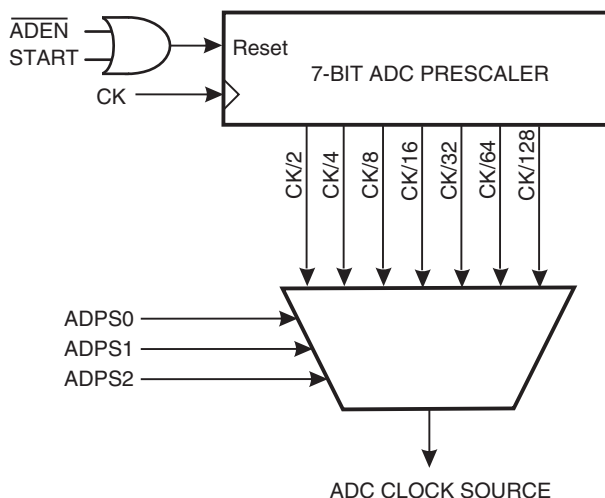 ADEN
START
Reset
7-BIT ADC PRESCALER
CK
CK/2
CK/4
CK/8
CK/16
CK/32
CK/64
CK/128
ADPS0
ADPS1
ADPS2
ADC CLOCK SOURCE